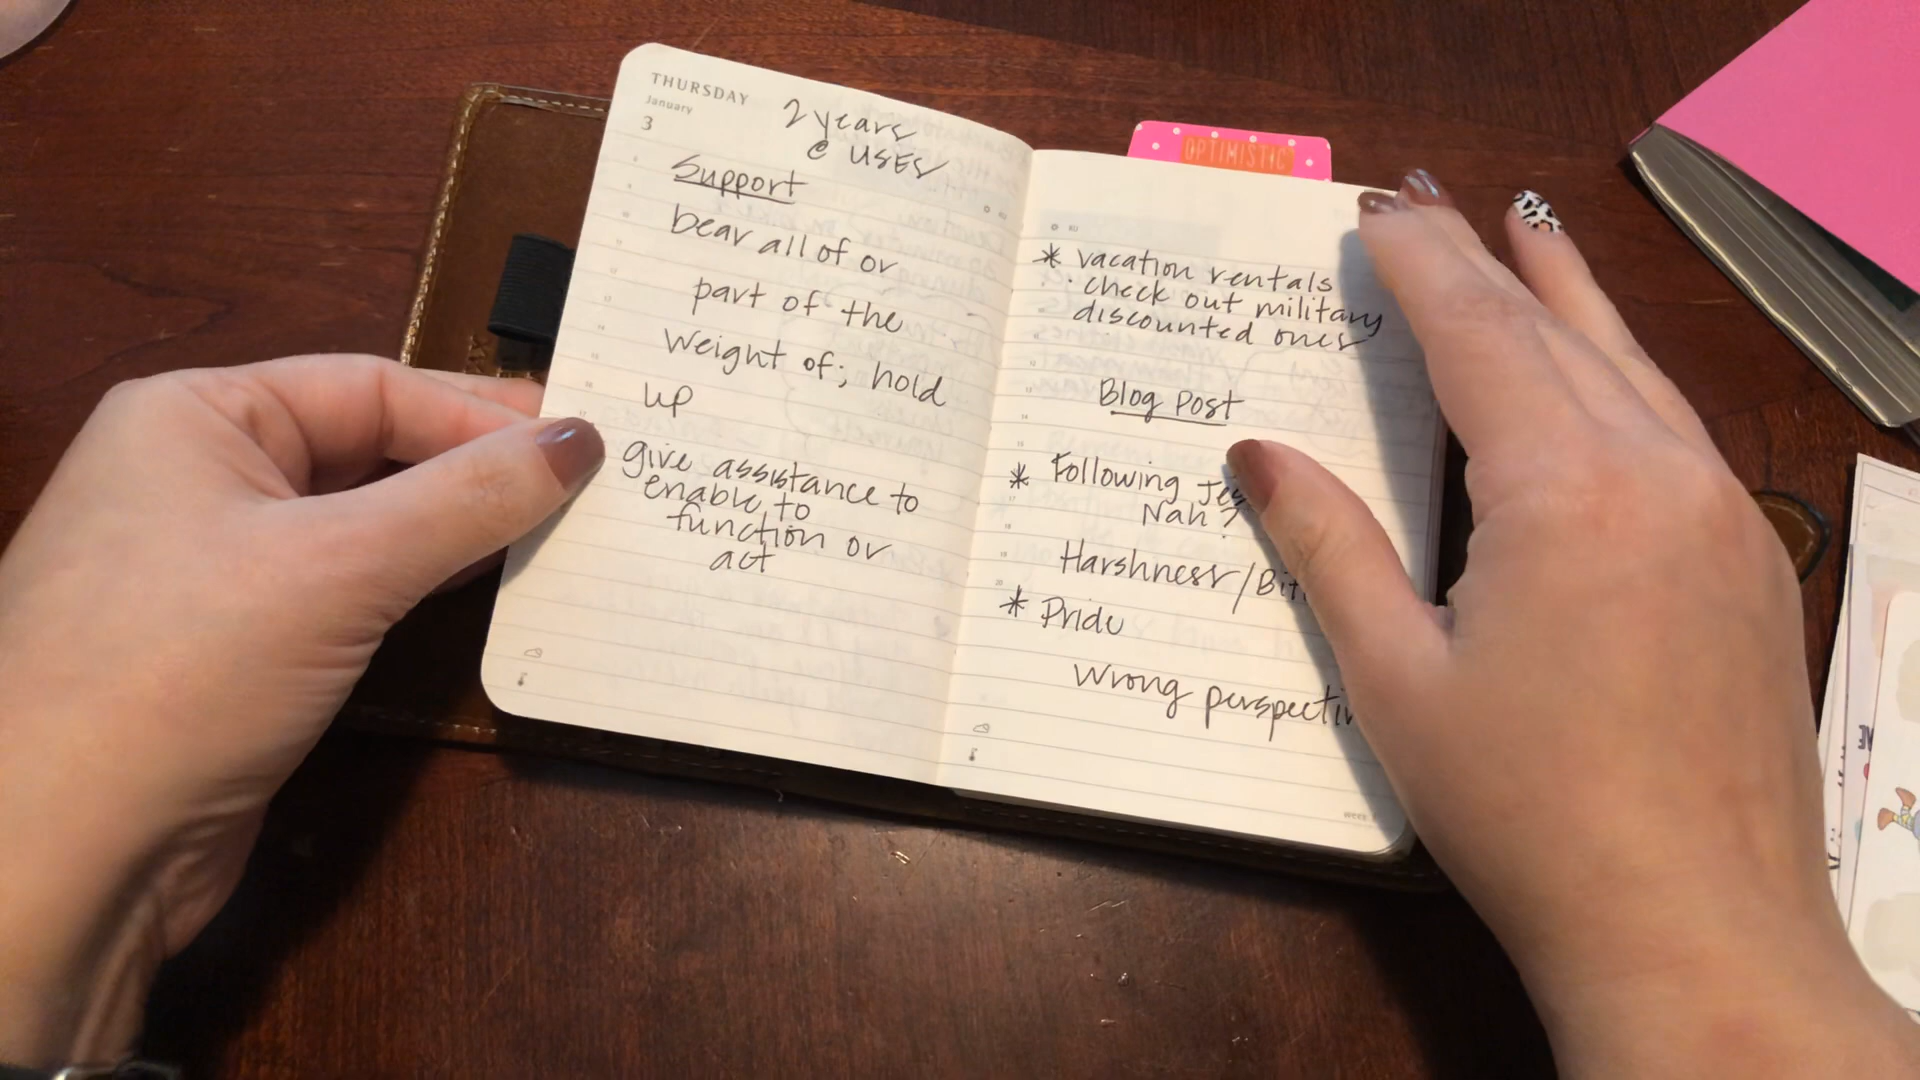 THURSDAY
January
3
2 years
@ USES
Support
bear all of or
part of the
weight of; hold
up
give assistance to
enable to
function or
act
OPTIMISTIC
* vacation rentals
· check out military
discounted ones
Blog Post
* Following
Nah?
Harshness/
* Pride
Wrong
week